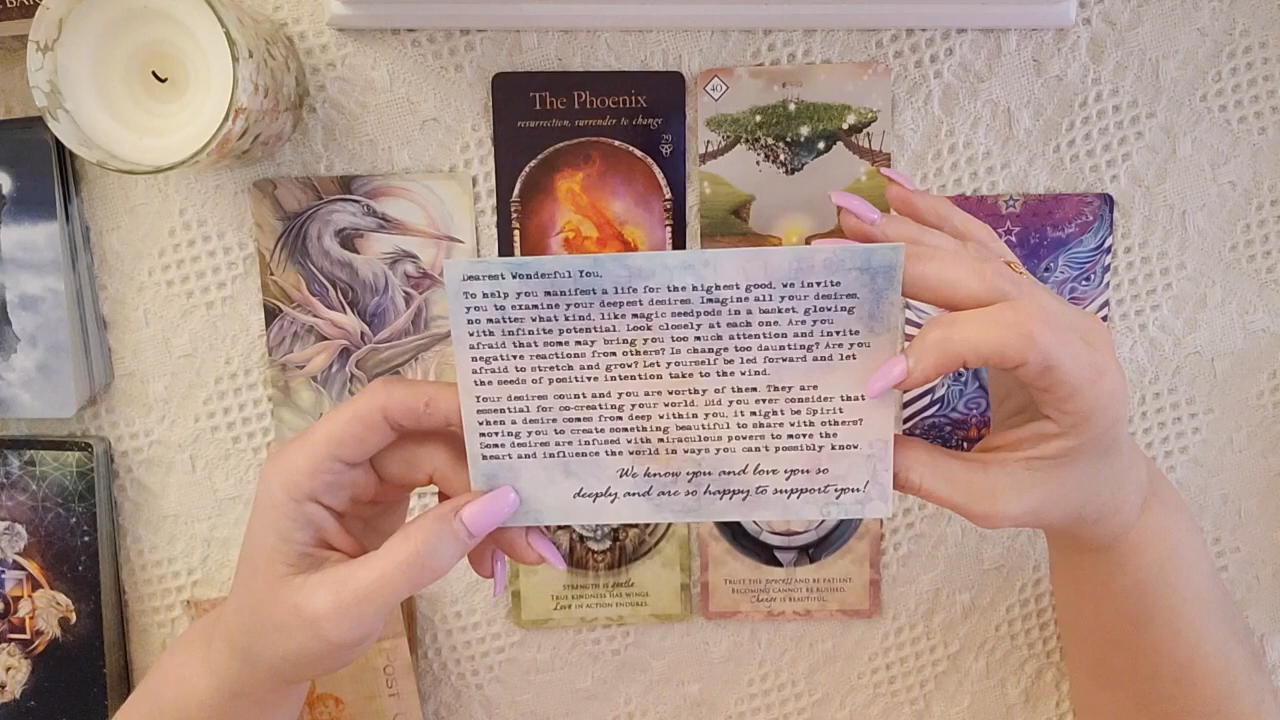 The Phoenix
resurrection, surrender to change
29
40
Dearest Wonderful You,
To help you manifest a life for the highest good, we invite
you to examine your deepest desires. Imagine all your desires,
no matter what kind, like magic seedpods in a basket, glowing
with infinite potential. Look closely at each one. Are you
afraid that some may bring you too much attention and invite
negative reactions from others? Is change too daunting? Are you
afraid to stretch and grow? Let yourself be led forward and let
the seeds of positive intention take to the wind.
Your desires count and you are worthy of them. They are
essential for co-creating your world. Did you ever consider that
when a desire comes from deep within you, it might be Spirit
moving you to create something beautiful to share with others?
Some desires are infused with miraculous powers to move the
heart and influence the world in ways you can't possibly know.
We know you and love you so
deeply and are so happy to support you!
STRENGTH IS gentle.
TRUE KINDNESS HAS WINGS.
Love IN ACTION ENDURES.
TRUST THE process AND BE PATIENT.
BECOMING CANNOT BE RUSHED.
Change IS BEAUTIFUL.
POST